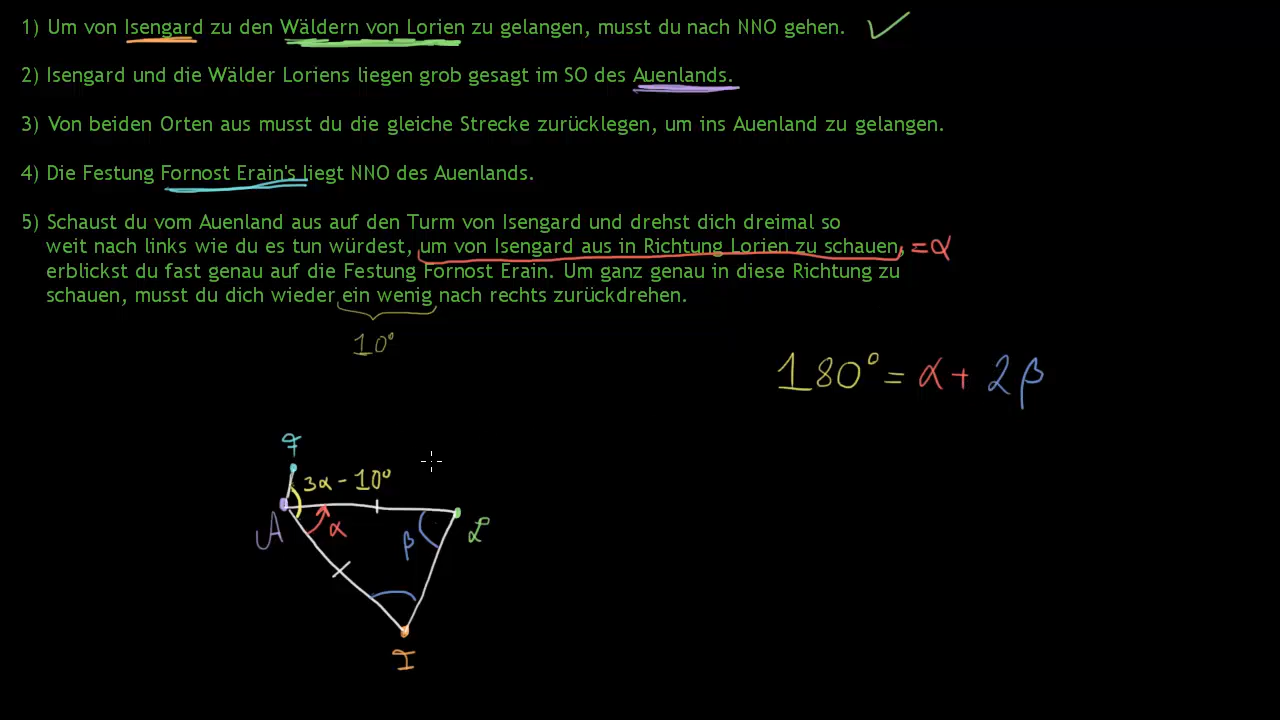 1) Um von Isengard zu den Wäldern von Lorien zu gelangen, musst du nach NNO gehen.
2) Isengard und die Wälder Loriens liegen grob gesagt im SO des Auenlands.
3) Von beiden Orten aus musst du die gleiche Strecke zurücklegen, um ins Auenland zu gelangen.
4) Die Festung Fornost Erain's liegt NNO des Auenlands.
5) Schaust du vom Auenland aus auf den Turm von Isengard und drehst dich dreimal so
weit nach links wie du es tun würdest, um von Isengard aus in Richtung Lorien zu schauen, = α
erblickst du fast genau auf die Festung Fornost Erain. Um ganz genau in diese Richtung zu
schauen, musst du dich wieder ein wenig nach rechts zurückdrehen.
10°
180° = α + 2β
F
3α - 10°
A
α
β
L
I